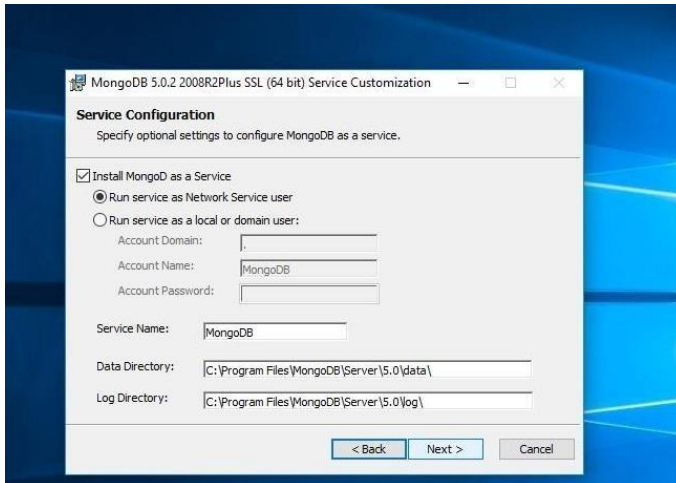 MongoDB 5.0.2 2008R2Plus SSL (64 bit) Service Customization
Service Configuration
Specify optional settings to configure MongoDB as a service.
Install MongoD as a Service
Run service as Network Service user
Run service as a local or domain user:
Account Domain: .
Account Name: MongoDB
Account Password:
Service Name: MongoDB
Data Directory: C:\Program Files\MongoDB\Server\5.0\data\
Log Directory: C:\Program Files\MongoDB\Server\5.0\log\
< Back Next > Cancel